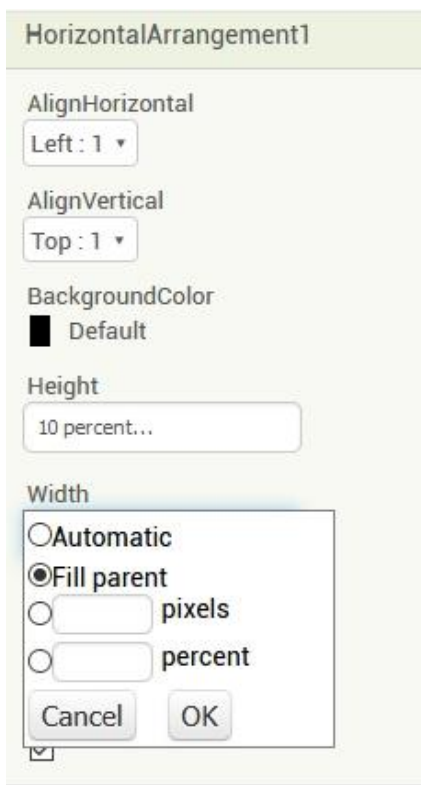 HorizontalArrangement1
AlignHorizontal
Left : 1
AlignVertical
Top : 1
BackgroundColor
Default
Height
10 percent...
Width
Automatic
Fill parent
pixels
percent
Cancel OK